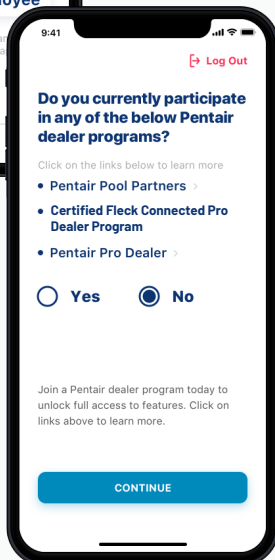 9:41
Log Out
Do you currently participate
in any of the below Pentair
dealer programs?
Click on the links below to learn more
• Pentair Pool Partners >
• Certified Fleck Connected Pro
Dealer Program
• Pentair Pro Dealer >
Yes
No
Join a Pentair dealer program today to
unlock full access to features. Click on
links above to learn more.
CONTINUE